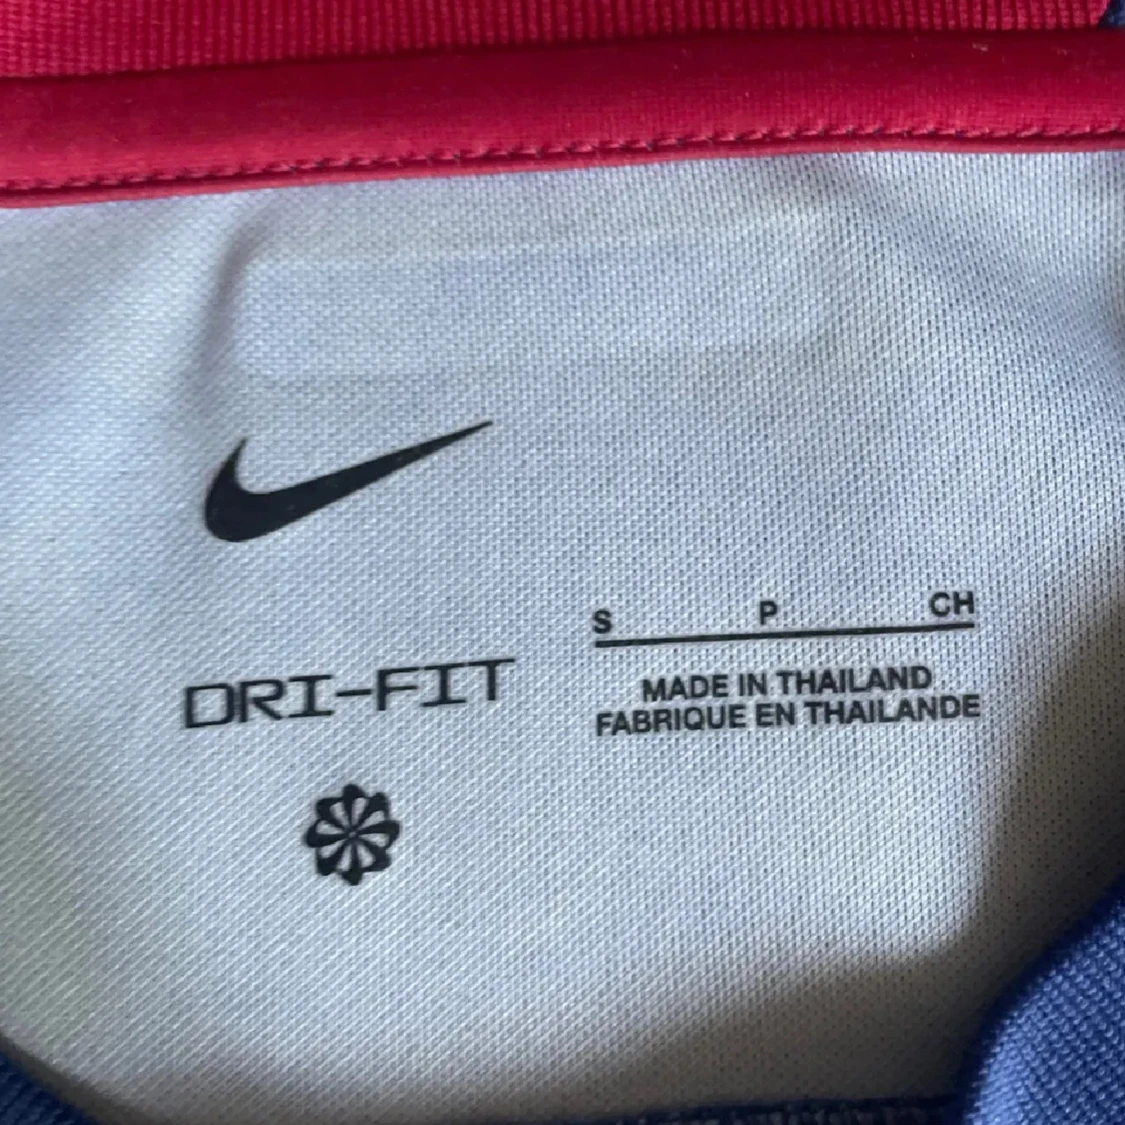 DRI-FIT
S P CH
MADE IN THAILAND
FABRIQUE EN THAILANDE